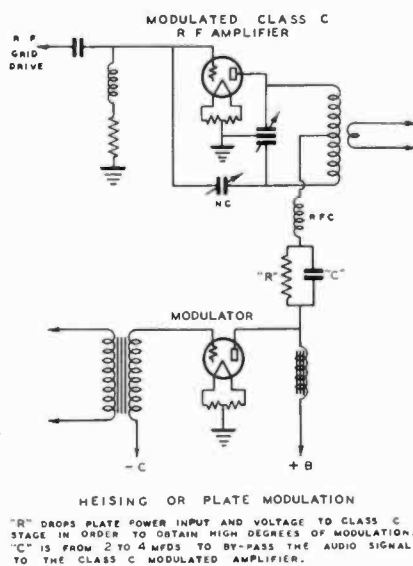 MODULATED CLASS C
R F AMPLIFIER
R F
GRID
DRIVE
NC
RFC
"R"
"C"
MODULATOR
- C
+ B
HEISING OR PLATE MODULATION
"R" DROPS PLATE POWER INPUT AND VOLTAGE TO CLASS C
STAGE IN ORDER TO OBTAIN HIGH DEGREES OF MODULATION.
"C" IS FROM 2 TO 4 MFDS TO BY-PASS THE AUDIO SIGNAL
TO THE CLASS C MODULATED AMPLIFIER.